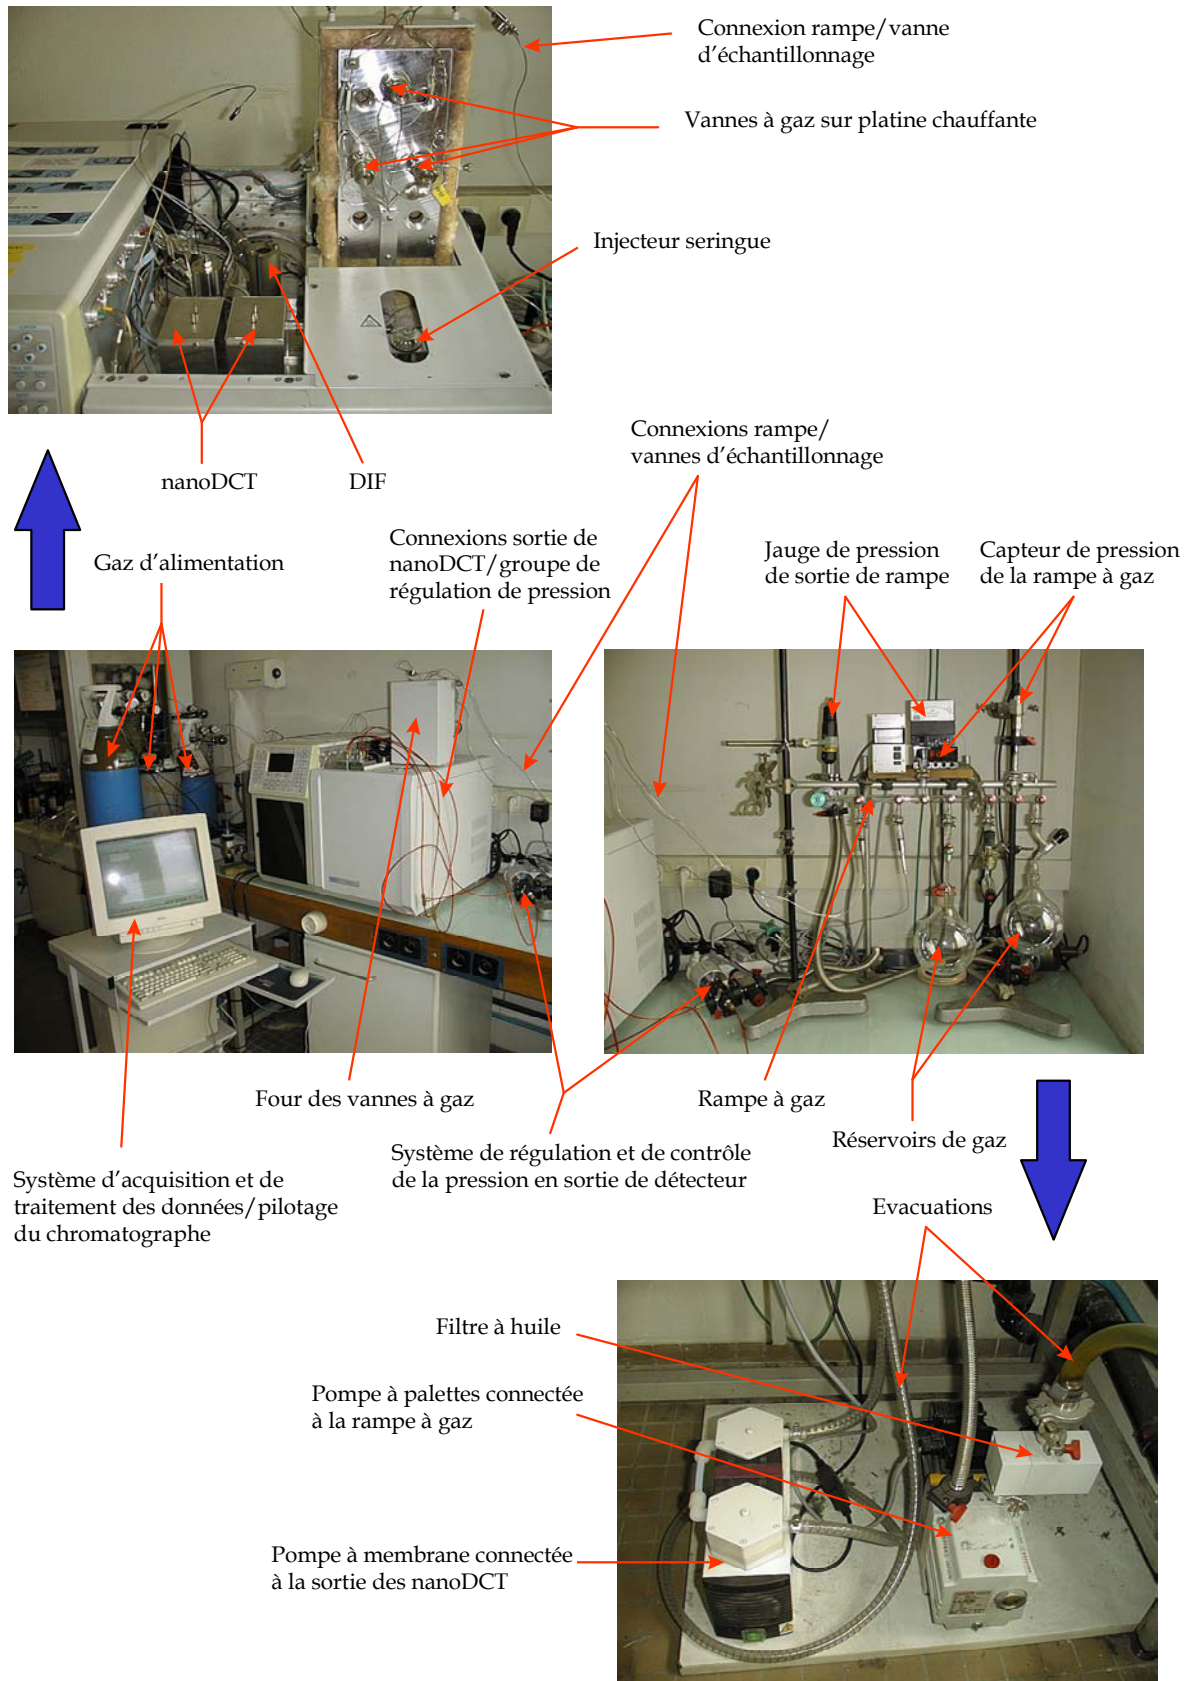 Connexion rampe/vanne
d'échantillonnage
Vannes à gaz sur platine chauffante
Injecteur seringue
nanoDCT
DIF
Connexions rampe/
vannes d'échantillonnage
Gaz d'alimentation
Connexions sortie de
nanoDCT/groupe de
régulation de pression
Jauge de pression
de sortie de rampe
Capteur de pression
de la rampe à gaz
Four des vannes à gaz
Rampe à gaz
Réservoirs de gaz
Système de régulation et de contrôle
de la pression en sortie de détecteur
Système d'acquisition et de
traitement des données/pilotage
du chromatographe
Evacuations
Filtre à huile
Pompe à palettes connectée
à la rampe à gaz
Pompe à membrane connectée
à la sortie des nanoDCT